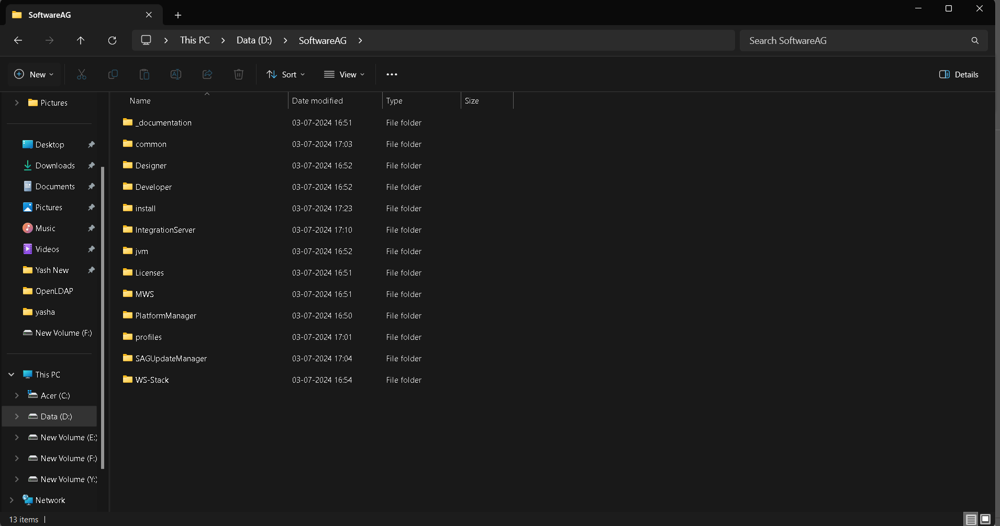 SoftwareAG
This PC Data (D:) SoftwareAG
Search SoftwareAG
New Sort View Details
Name Date modified Type Size
_documentation 03-07-2024 16:51 File folder
common 03-07-2024 17:03 File folder
Designer 03-07-2024 16:52 File folder
Developer 03-07-2024 16:52 File folder
install 03-07-2024 17:23 File folder
IntegrationServer 03-07-2024 17:10 File folder
jvm 03-07-2024 16:52 File folder
Licenses 03-07-2024 16:51 File folder
MWS 03-07-2024 16:51 File folder
PlatformManager 03-07-2024 16:50 File folder
profiles 03-07-2024 17:01 File folder
SAGUpdateManager 03-07-2024 17:04 File folder
WS-Stack 03-07-2024 16:54 File folder
Pictures
Desktop
Downloads
Documents
Pictures
Music
Videos
Yash New
OpenLDAP
yasha
New Volume (F:)
This PC
Acer (C:)
Data (D:)
New Volume (E:)
New Volume (F:)
New Volume (Y:)
Network
13 items